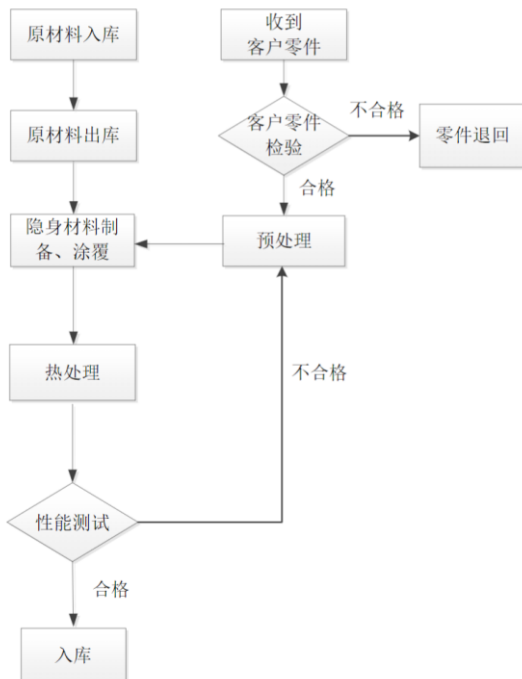 原材料入库
收到
客户零件
原材料出库
客户零件
检验
不合格
零件退回
合格
隐身材料制
备、涂覆
预处理
热处理
不合格
性能测试
合格
入库